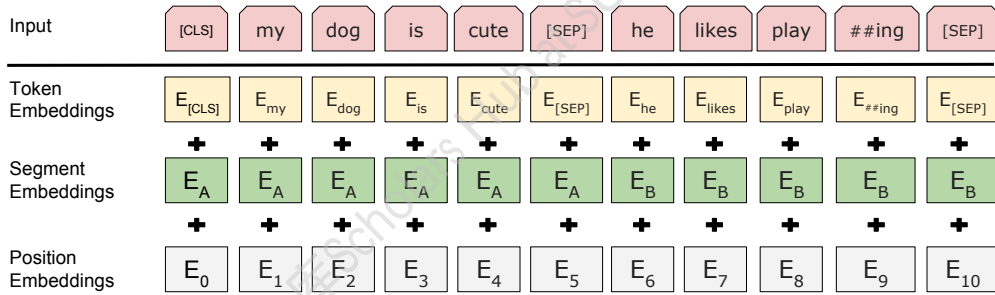 Input [CLS] my dog is cute [SEP] he likes play ##ing [SEP]
Token Embeddings E[CLS] Emy Edog Eis Ecute E[SEP] Ehe Elikes Eplay E##ing E[SEP]
+ + + + + + + + + + +
Segment Embeddings EA EA EA EA EA EA EB EB EB EB EB
+ + + + + + + + + + +
Position Embeddings E0 E1 E2 E3 E4 E5 E6 E7 E8 E9 E10